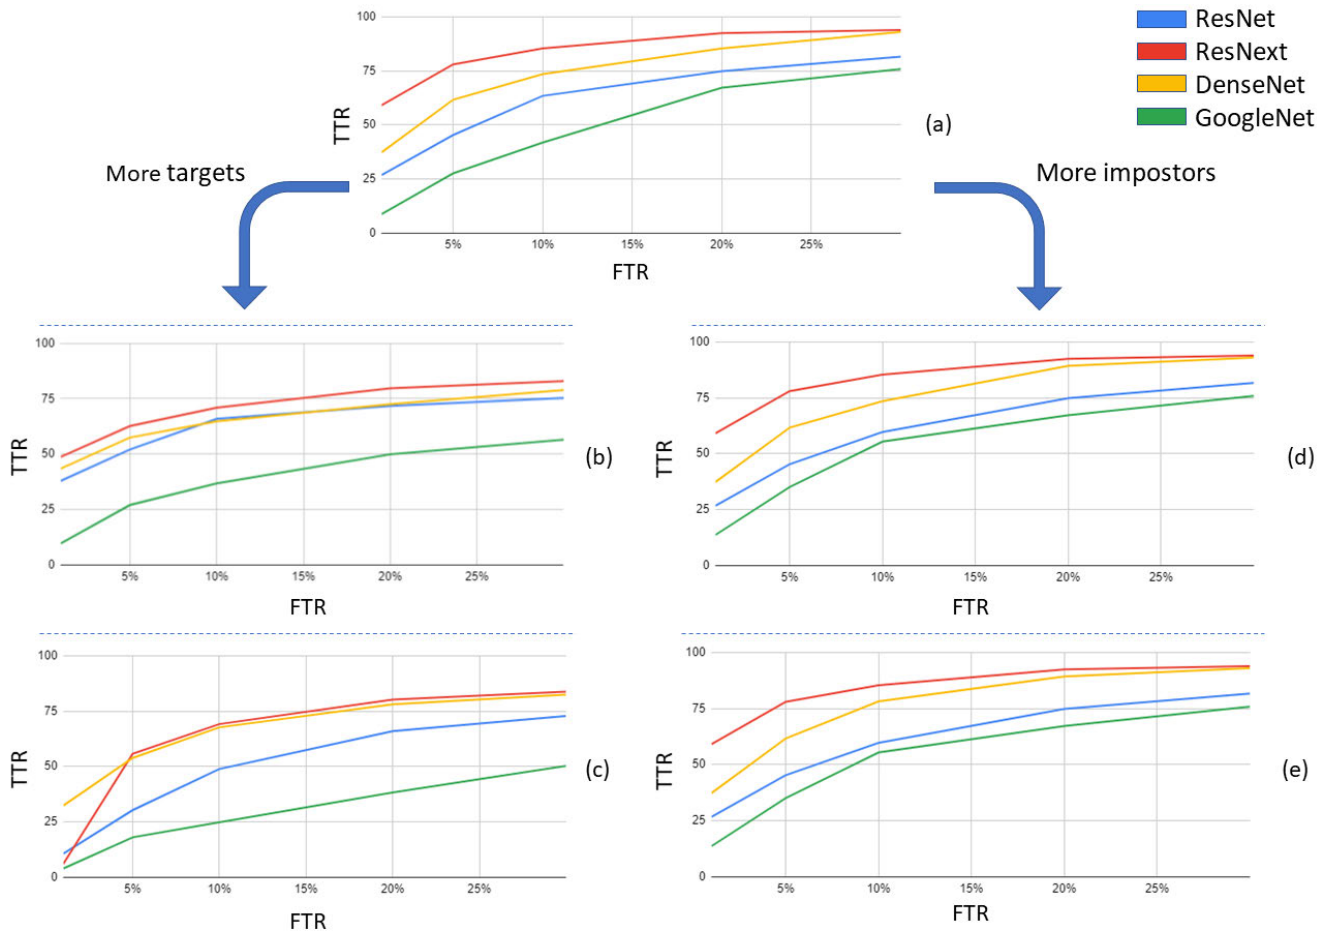 ResNet
ResNext
DenseNet
GoogleNet
100
75
50
25
0
TTR
5% 10% 15% 20% 25%
FTR
(a)
More targets
More impostors
100
75
50
25
0
TTR
5% 10% 15% 20% 25%
FTR
(b)
100
75
50
25
0
TTR
5% 10% 15% 20% 25%
FTR
(d)
100
75
50
25
0
TTR
5% 10% 15% 20% 25%
FTR
(c)
100
75
50
25
0
TTR
5% 10% 15% 20% 25%
FTR
(e)